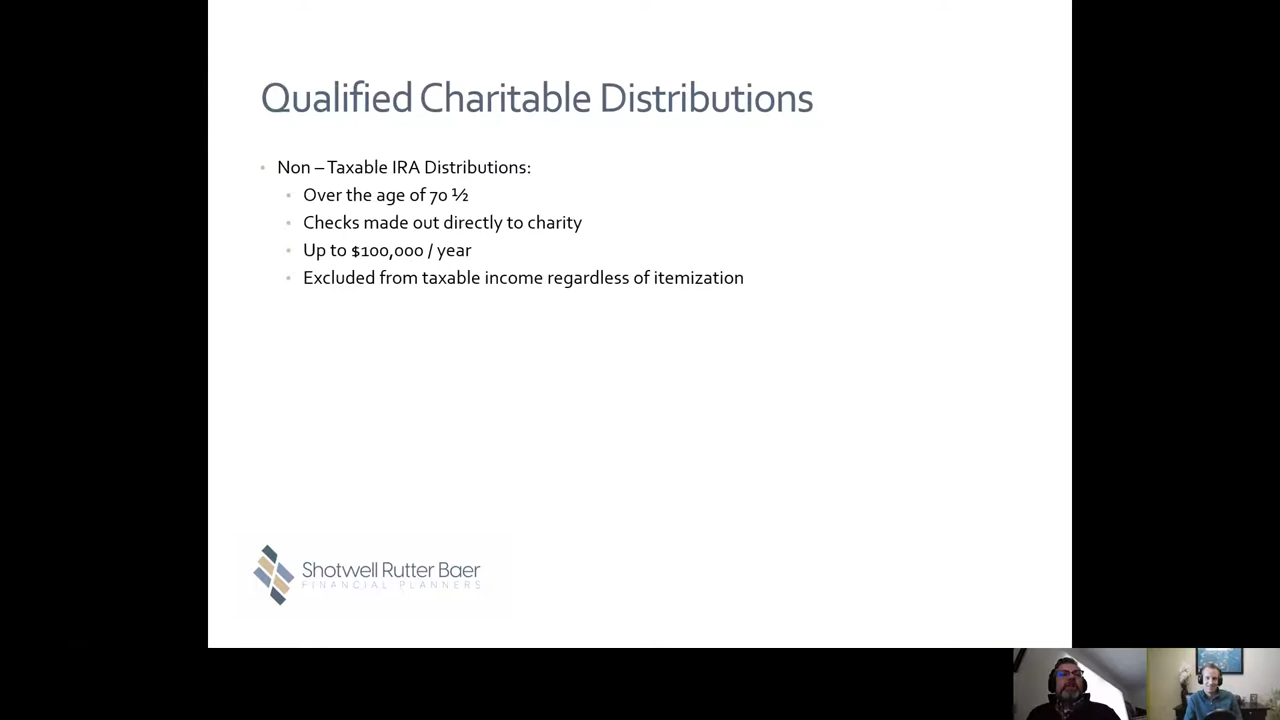 Qualified Charitable Distributions
• Non – Taxable IRA Distributions:
• Over the age of 70 ½
• Checks made out directly to charity
• Up to $100,000 / year
• Excluded from taxable income regardless of itemization
Shotwell Rutter Baer
FINANCIAL PLANNERS